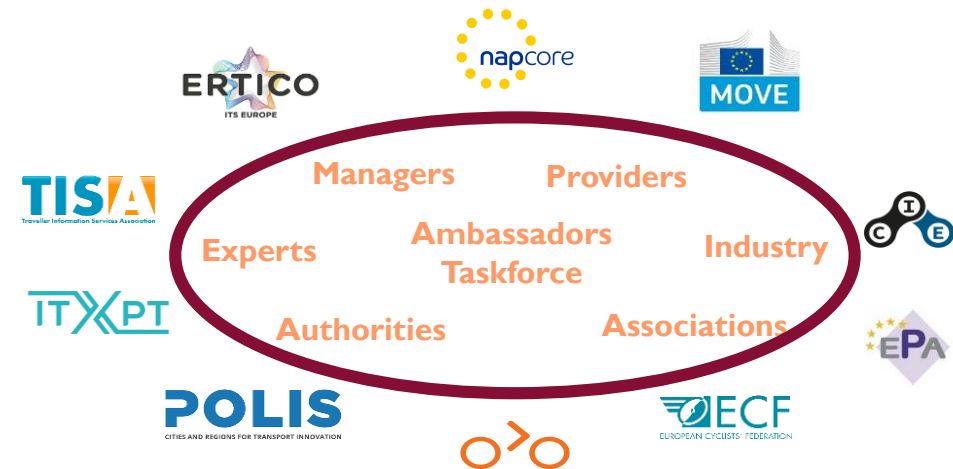 napcore
ERTICO
ITS EUROPE
MOVE
Managers
Providers
TISA
Traveller Information Services Association
Experts
Ambassadors
Taskforce
Industry
C I E
ITXPT
Authorities
Associations
EPA
POLIS
CITIES AND REGIONS FOR TRANSPORT INNOVATION
ECF
EUROPEAN CYCLISTS' FEDERATION